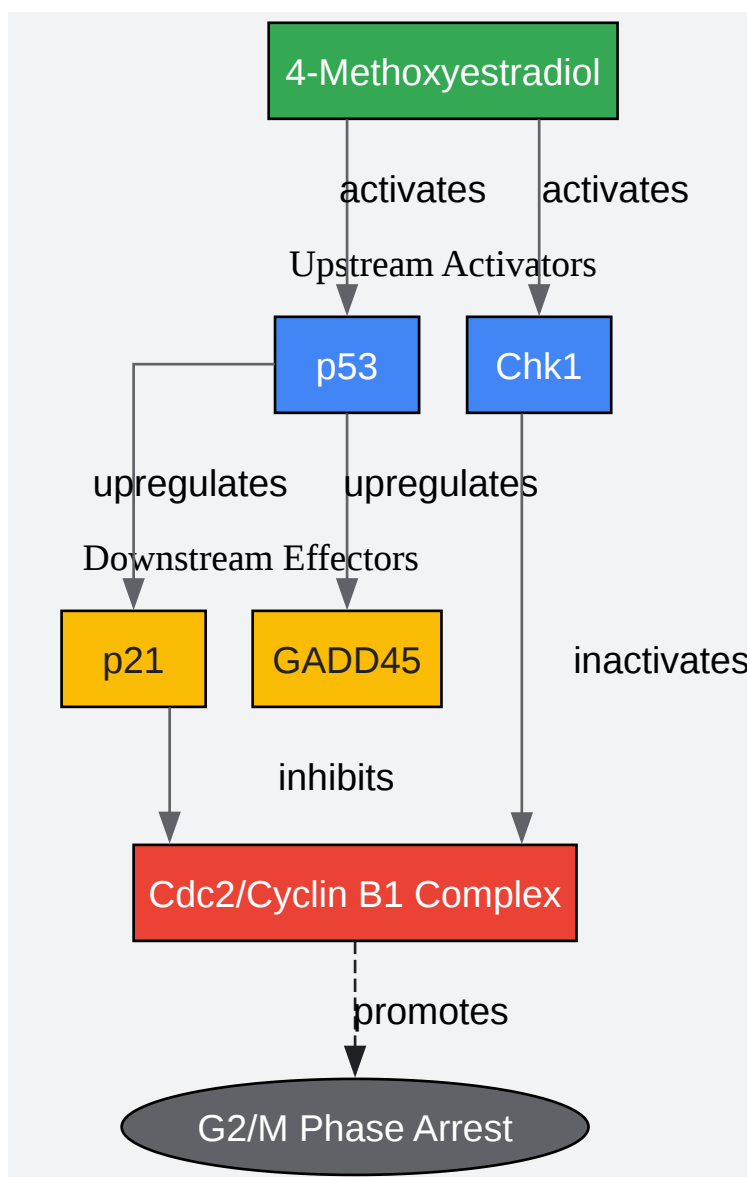 4-Methoxyestradiol
activates
activates
Upstream Activators
p53
Chk1
upregulates
upregulates
Downstream Effectors
p21
GADD45
inactivates
inhibits
Cdc2/Cyclin B1 Complex
promotes
G2/M Phase Arrest